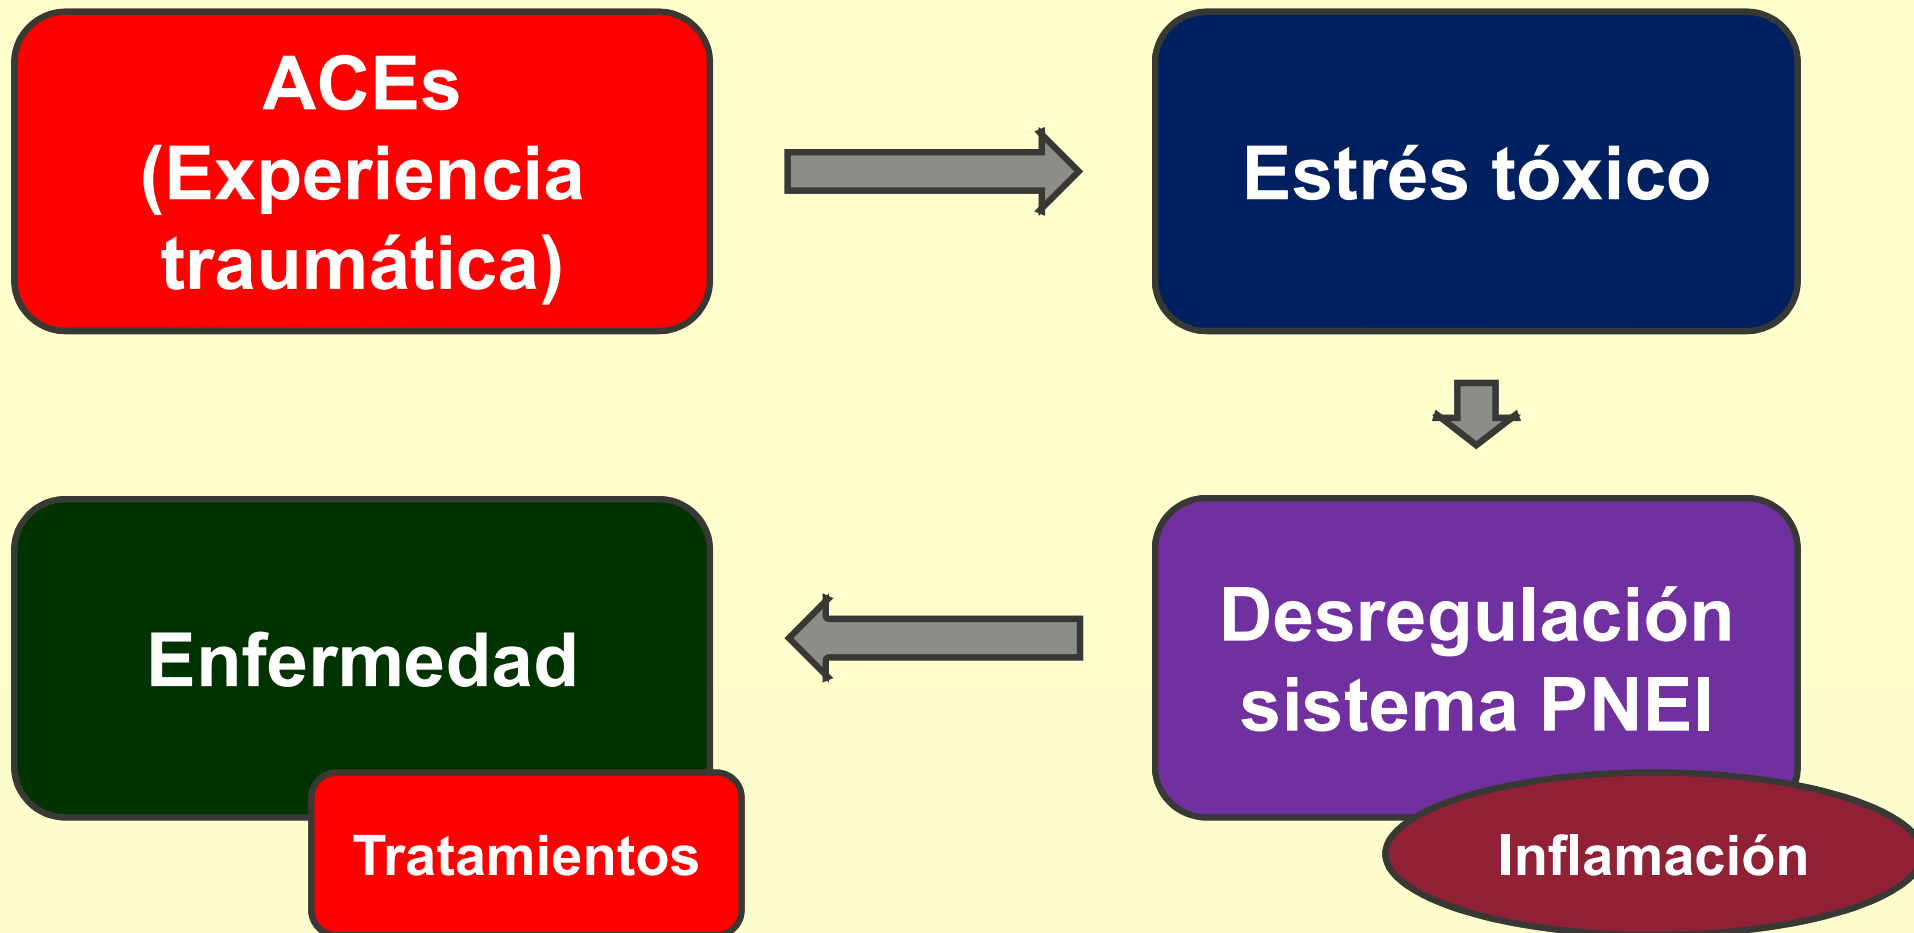 ACEs
(Experiencia
traumática)
Estrés tóxico
Desregulación
sistema PNEI
Inflamación
Enfermedad
Tratamientos